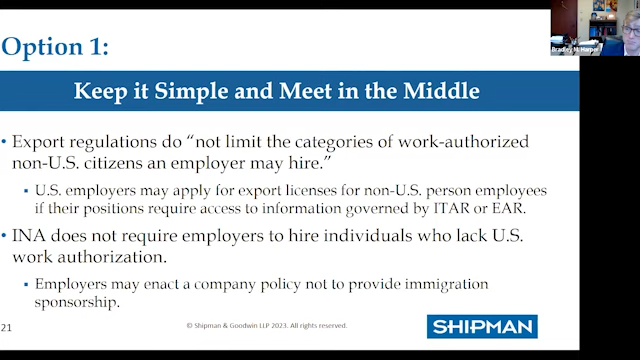 Bradley M. Harper
Option 1:
Keep it Simple and Meet in the Middle
• Export regulations do “not limit the categories of work-authorized
non-U.S. citizens an employer may hire.”
▪ U.S. employers may apply for export licenses for non-U.S. person employees
if their positions require access to information governed by ITAR or EAR.
• INA does not require employers to hire individuals who lack U.S.
work authorization.
▪ Employers may enact a company policy not to provide immigration
sponsorship.
21
© Shipman & Goodwin LLP 2023. All rights reserved.
SHIPMAN